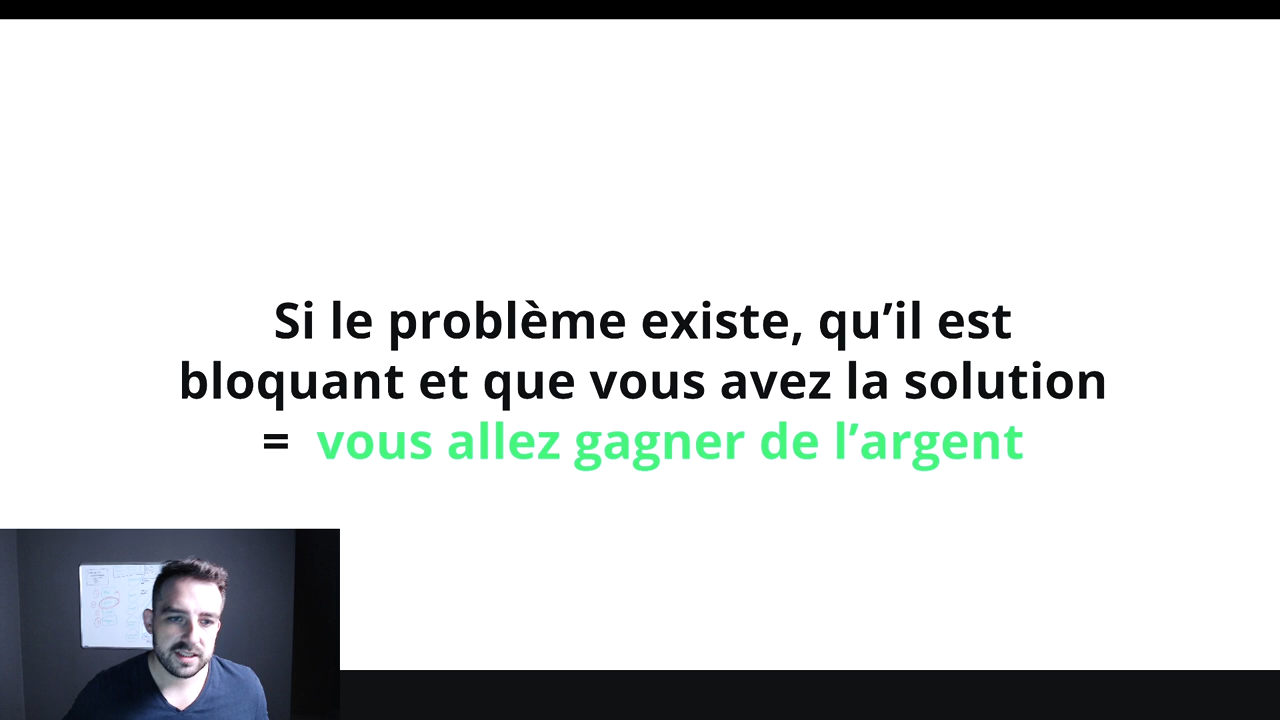 Si le problème existe, qu’il est
bloquant et que vous avez la solution
= vous allez gagner de l’argent